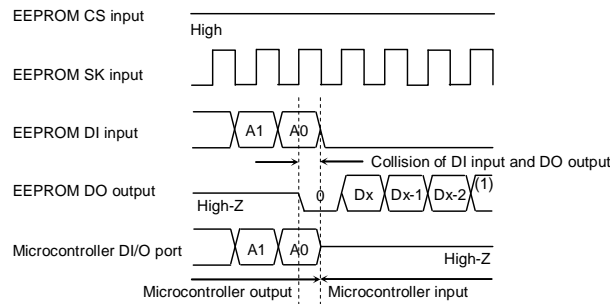 EEPROM CS input
High
EEPROM SK input
EEPROM DI input
A1 A0
Collision of DI input and DO output
EEPROM DO output
High-Z
0 Dx Dx-1 Dx-2 (1)
Microcontroller DI/O port
A1 A0
High-Z
Microcontroller output Microcontroller input